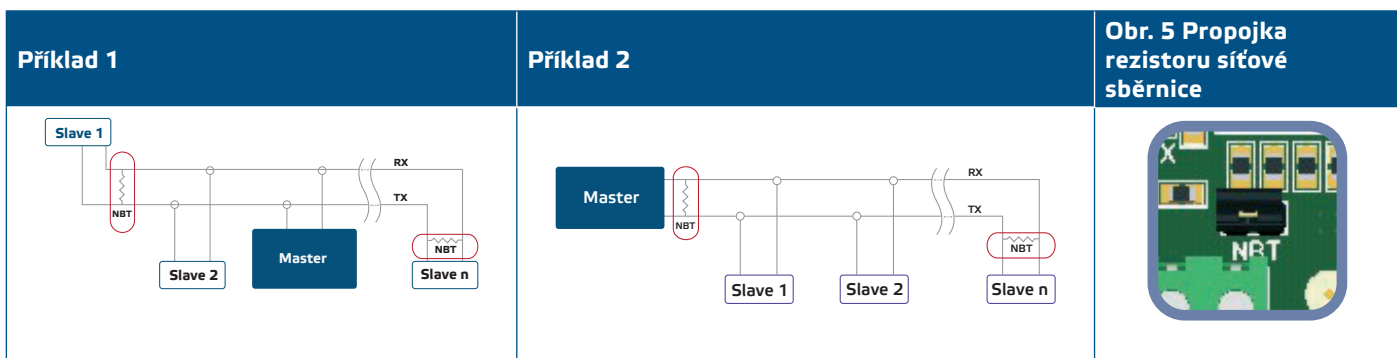 Příklad 1
Příklad 2
Obr. 5 Propojka
rezistoru síťové
sběrnice
Slave 1
RX
TX
NBT
NBT
Slave 2
Master
Slave n
Master
RX
TX
NBT
NBT
Slave 1
Slave 2
Slave n
X
NBT